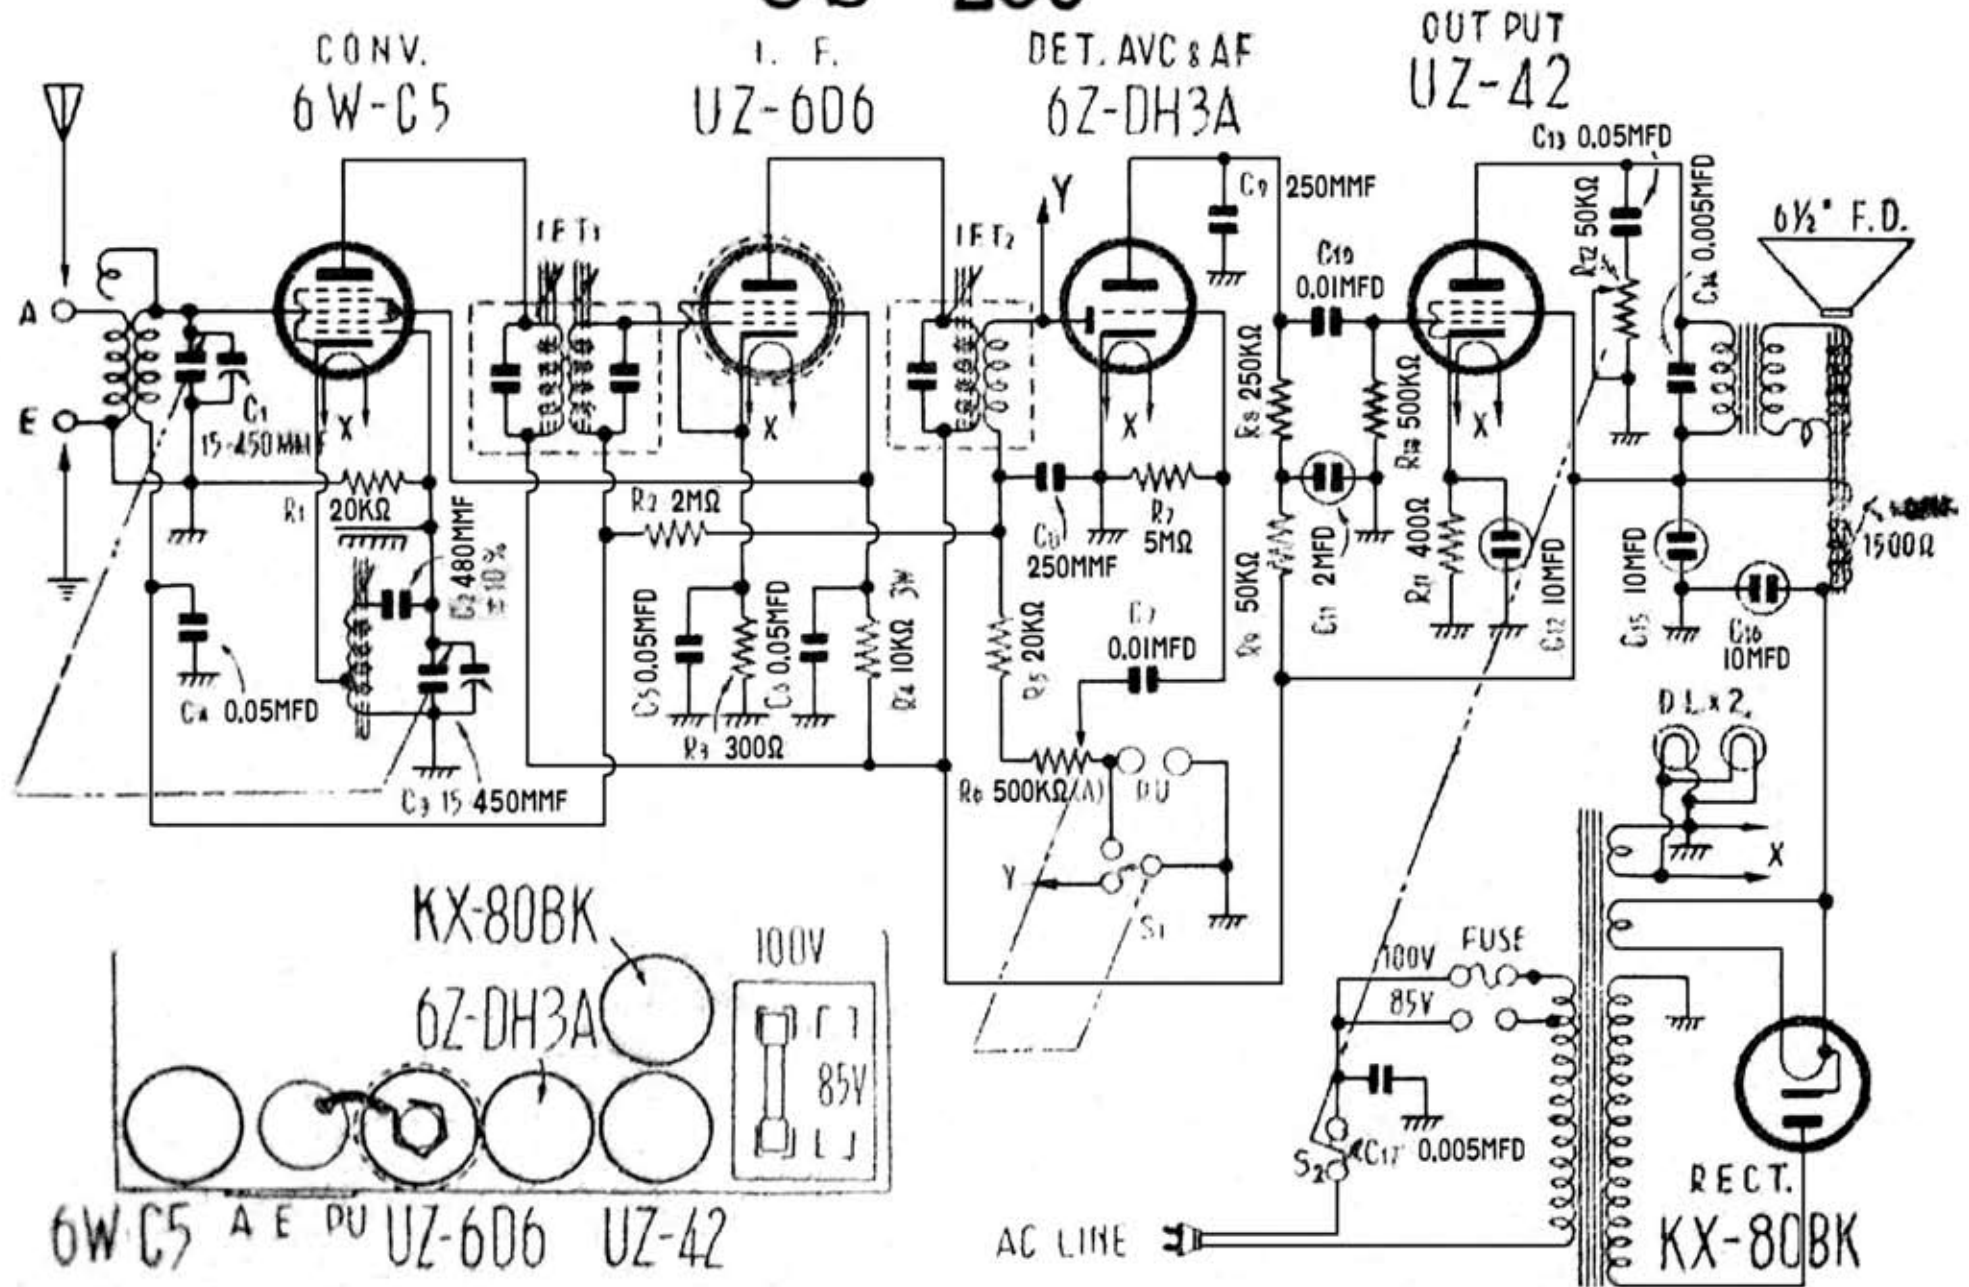 CONV.
6W-C5
I. F.
UZ-6D6
DET. AVC & AF
6Z-DH3A
OUT PUT
UZ-42
C13 0.05MFD
C9 250MMF
Y
IFT1
IFT2
C10
0.01MFD
R12 50KΩ
C14 0.005MFD
6½" F.D.
A
E
C1
15-450MMF
X
X
X
X
R1 20KΩ
R2 2MΩ
C2 480MMF
±10%
C8
250MMF
R7
5MΩ
R8 250KΩ
R10 500KΩ
R9 50KΩ
C11 2MFD
R11 400Ω
C12 10MFD
C15 10MFD
C16
10MFD
1500Ω
C4 0.05MFD
C3 15 450MMF
C5 0.05MFD
R3 300Ω
C6 0.05MFD
R4 10KΩ 3W
R5 20KΩ
C7
0.01MFD
R6 500KΩ(A)
PU
Y
S1
D L x 2.
X
100V
FUSE
85V
S2
C17 0.005MFD
AC LINE
RECT.
KX-80BK
KX-80BK
6Z-DH3A
100V
85V
6W C5
A E PU
UZ-6D6
UZ-42